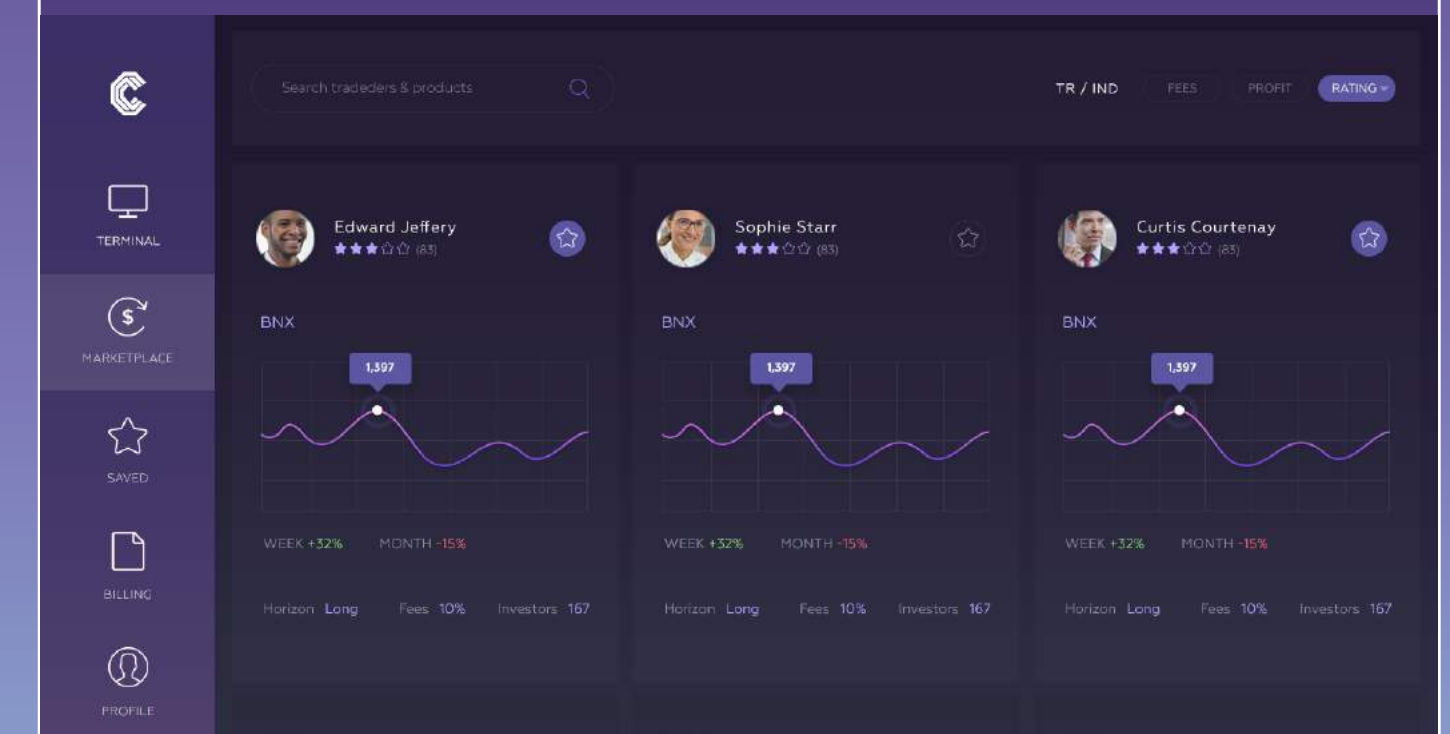 Search tradeders & products
TR / IND FEES PROFIT RATING
TERMINAL
MARKETPLACE
SAVED
BILLING
PROFILE
Edward Jeffery
(83)
BNX
1,397
WEEK +32% MONTH -15%
Horizon Long Fees 10% Investors 167
Sophie Starr
(83)
BNX
1,397
WEEK +32% MONTH -15%
Horizon Long Fees 10% Investors 167
Curtis Courtenay
(83)
BNX
1,397
WEEK +32% MONTH -15%
Horizon Long Fees 10% Investors 167